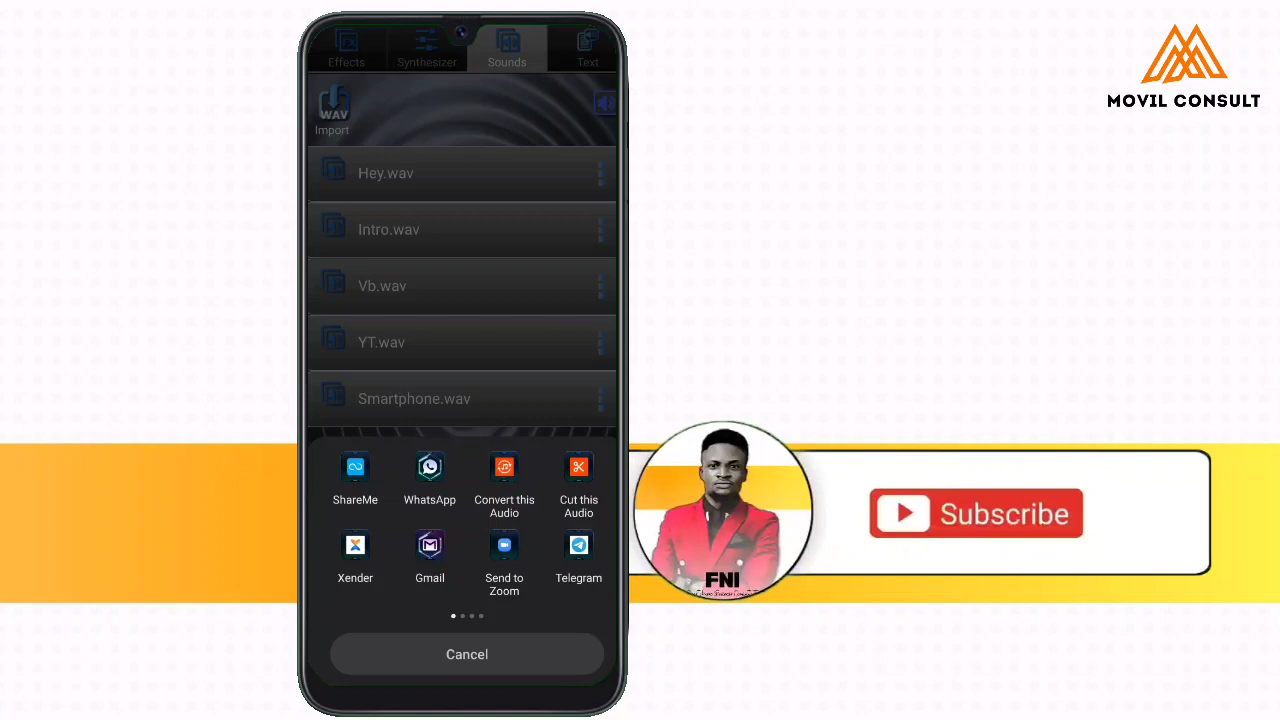 Effects
Synthesizer
Sounds
Text
MOVIL CONSULT
WAV
Import
Hey.wav
Intro.wav
Vb.wav
YT.wav
Smartphone.wav
ShareMe
WhatsApp
Convert this
Audio
Cut this
Audio
Xender
Gmail
Send to
Zoom
Telegram
Cancel
FNI
Subscribe